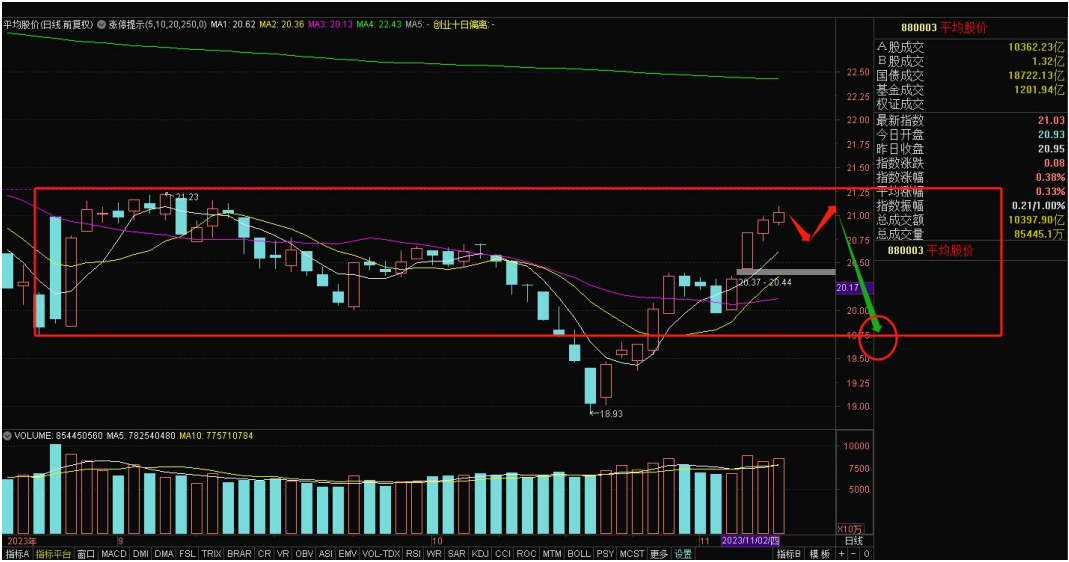 平均股价(日线.前复权) 涨停提示(5,10,20,250,0) MA1: 20.62 MA2: 20.36 MA3: 20.13 MA4: 22.43 MA5: - 创业十日偏离: -
22.50
22.25
22.00
21.75
21.50
21.25
21.00
20.75
20.50
20.17
20.00
19.75
19.50
19.25
19.00
21.23
20.37 - 20.44
18.93
880003 平均股价
A股成交 10362.23亿
B股成交 1.32亿
国债成交 18722.13亿
基金成交 1201.94亿
权证成交
最新指数 21.03
今日开盘 20.93
昨日收盘 20.95
指数涨跌 0.08
指数涨幅 0.38%
平均涨幅 0.33%
指数振幅 0.21/1.00%
总成交额 10397.90亿
总成交量 85445.1万
880003 平均股价
VOLUME: 854450560 MA5: 782540480 MA10: 775710784
10000
7500
5000
X10万
2023年 9 10 11 2023/11/02/四 日线
指标A 指标平台 窗口 MACD DMI DMA FSL TRIX BRAR CR VR OBV ASI EMV VOL-TDX RSI WR SAR KDJ CCI ROC MTM BOLL PSY MCST 更多 设置 指标B 模板 + - 0